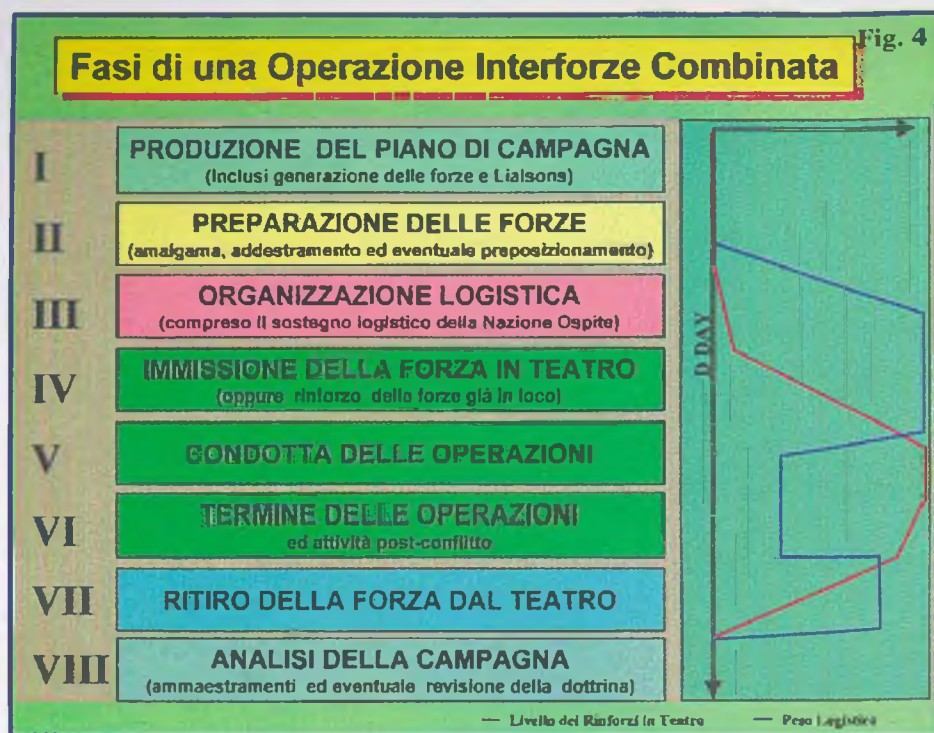 Fig. 4
Fasi di una Operazione Interforze Combinata
I
PRODUZIONE DEL PIANO DI CAMPAGNA
(Inclusi generazione delle forze e Liaisons)
II
PREPARAZIONE DELLE FORZE
(amalgama, addestramento ed eventuale preposizionamento)
III
ORGANIZZAZIONE LOGISTICA
(compreso il sostegno logistico della Nazione Ospite)
IV
IMMISSIONE DELLA FORZA IN TEATRO
(oppure rinforzo delle forze già in loco)
V
CONDOTTA DELLE OPERAZIONI
VI
TERMINE DELLE OPERAZIONI
ed attività post-conflitto
VII
RITIRO DELLA FORZA DAL TEATRO
VIII
ANALISI DELLA CAMPAGNA
(ammaestramenti ed eventuale revisione della dottrina)
D DAY
Livello dei Rinforzi in Teatro
Peso Logistico